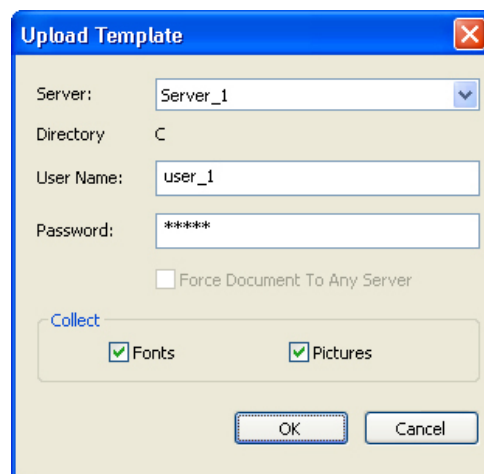 Upload Template
Server: Server_1
Directory C
User Name: user_1
Password: *****
Force Document To Any Server
Collect
Fonts Pictures
OK Cancel